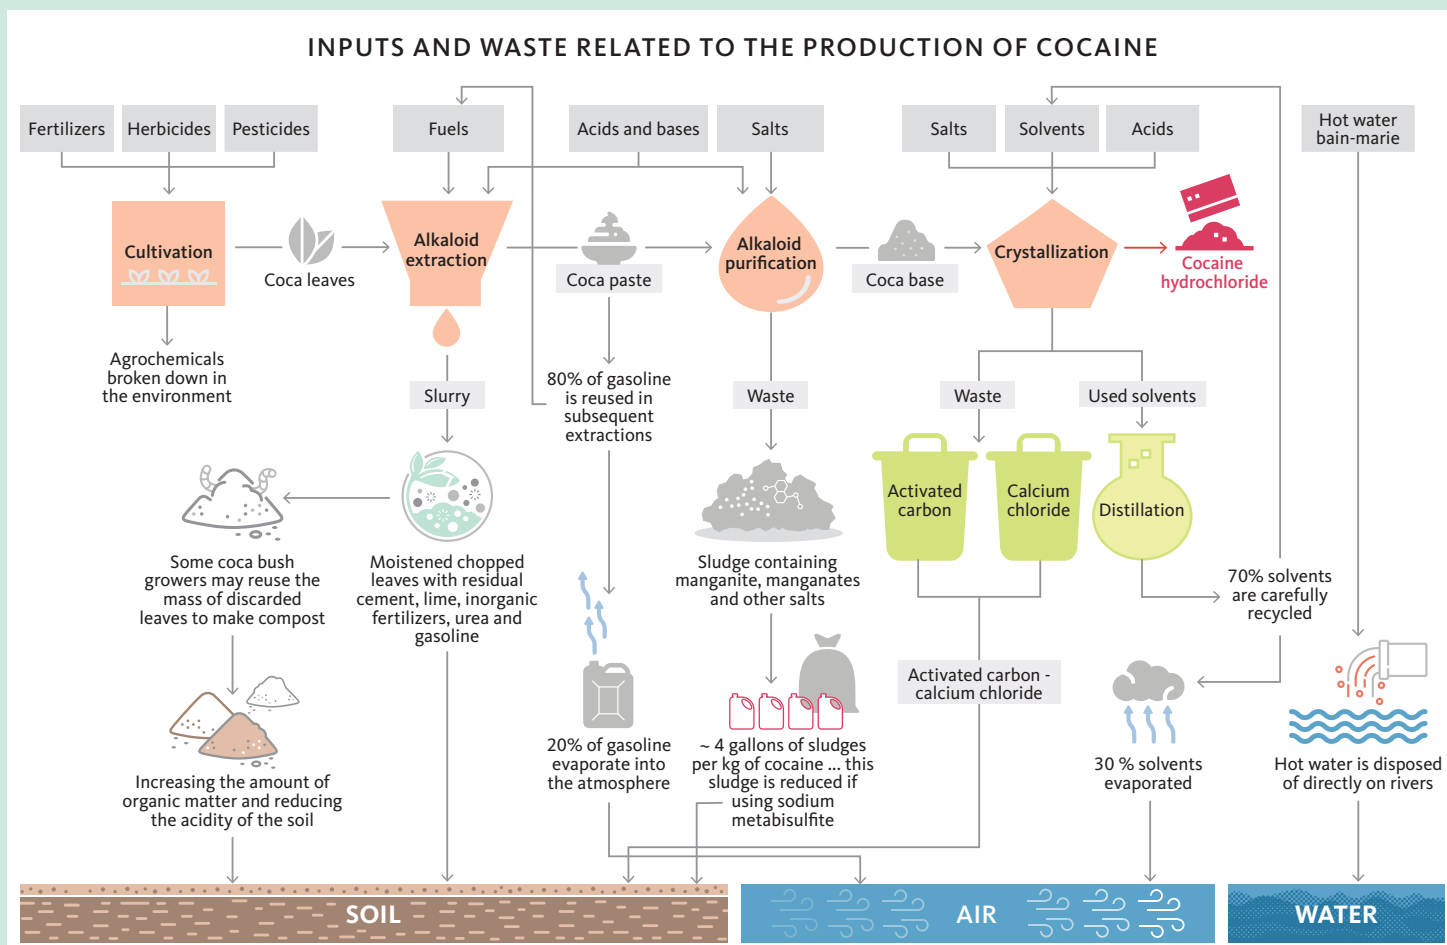 INPUTS AND WASTE RELATED TO THE PRODUCTION OF COCAINE
Fertilizers
Herbicides
Pesticides
Fuels
Acids and bases
Salts
Salts
Solvents
Acids
Hot water
bain-marie
Cultivation
Coca leaves
Alkaloid
extraction
Coca paste
Alkaloid
purification
Coca base
Crystallization
Cocaine
hydrochloride
Agrochemicals
broken down in
the environment
Slurry
80% of gasoline
is reused in
subsequent
extractions
Waste
Waste
Used solvents
Activated
carbon
Calcium
chloride
Distillation
Some coca bush
growers may reuse the
mass of discarded
leaves to make compost
Moistened chopped
leaves with residual
cement, lime, inorganic
fertilizers, urea and
gasoline
Sludge containing
manganite, manganates
and other salts
70% solvents
are carefully
recycled
Activated carbon -
calcium chloride
Increasing the amount of
organic matter and reducing
the acidity of the soil
20% of gasoline
evaporate into
the atmosphere
~ 4 gallons of sludges
per kg of cocaine ... this
sludge is reduced if
using sodium
metabisulfite
30 % solvents
evaporated
Hot water is disposed
of directly on rivers
SOIL
AIR
WATER